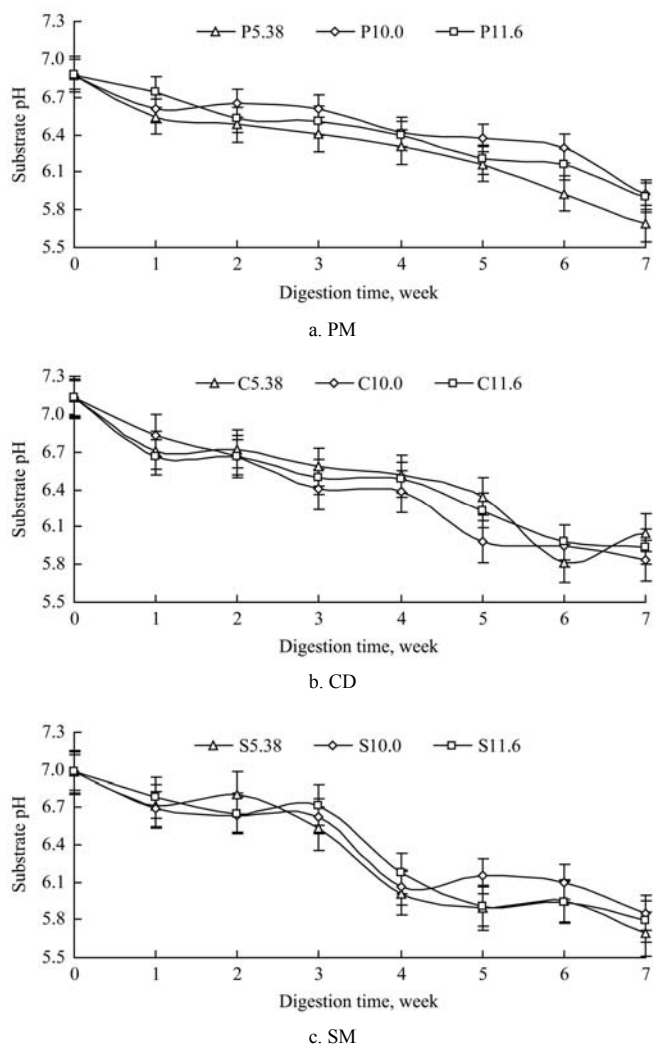 7.3
P5.38 P10.0 P11.6
7.0
6.7
6.4
6.1
5.8
5.5
Substrate pH
0 1 2 3 4 5 6 7
Digestion time, week
a. PM
7.3
C5.38 C10.0 C11.6
7.0
6.7
6.4
6.1
5.8
5.5
Substrate pH
0 1 2 3 4 5 6 7
Digestion time, week
b. CD
7.3
S5.38 S10.0 S11.6
7.0
6.7
6.4
6.1
5.8
5.5
Substrate pH
0 1 2 3 4 5 6 7
Digestion time, week
c. SM